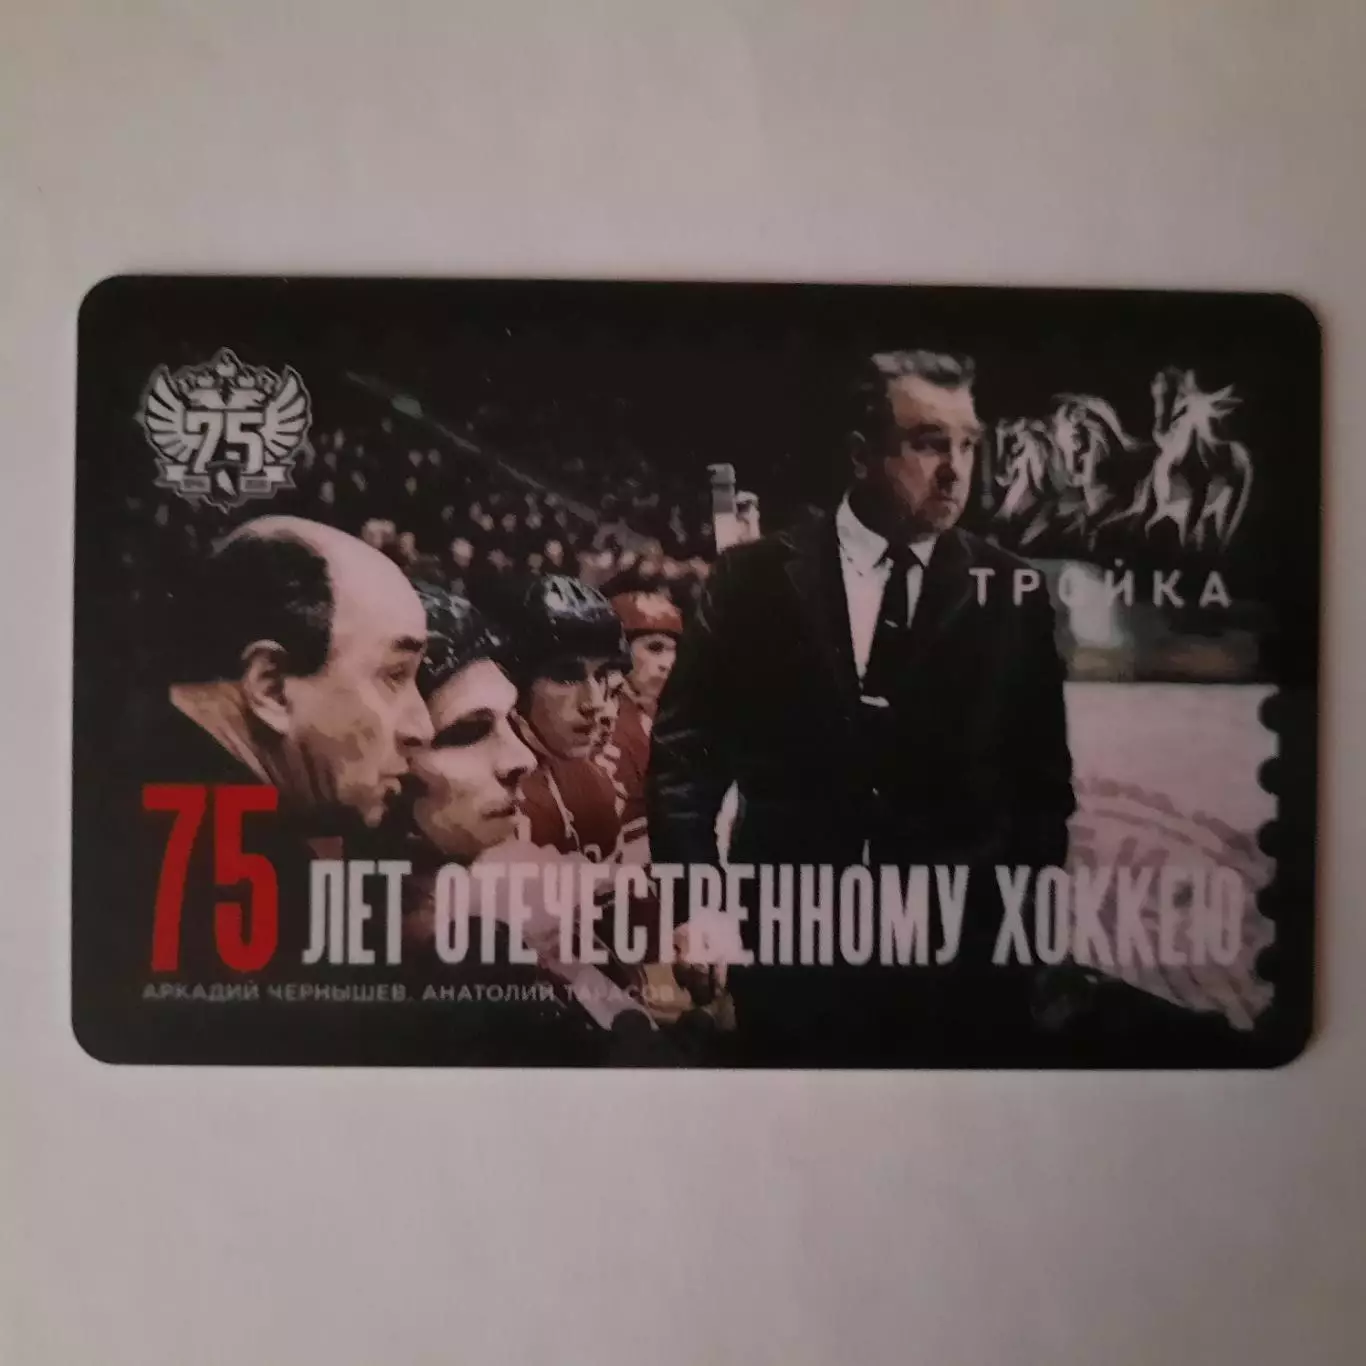 75
ТРОЙКА
75 ЛЕТ ОТЕЧЕСТВЕННОМУ ХОККЕЮ
АРКАДИЙ ЧЕРНЫШЕВ. АНАТОЛИЙ ТАРАСОВ